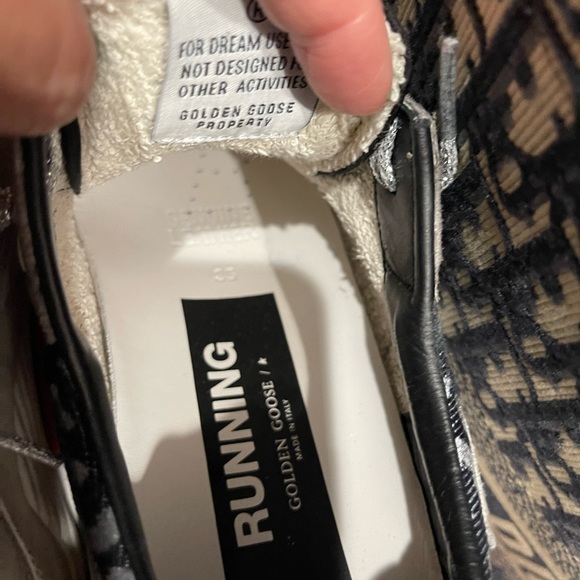 ®
FOR DREAM USE
NOT DESIGNED F
OTHER ACTIVITIES
GOLDEN GOOSE
PROPERTY
RUNNING
GOLDEN GOOSE /★
MADE IN ITALY